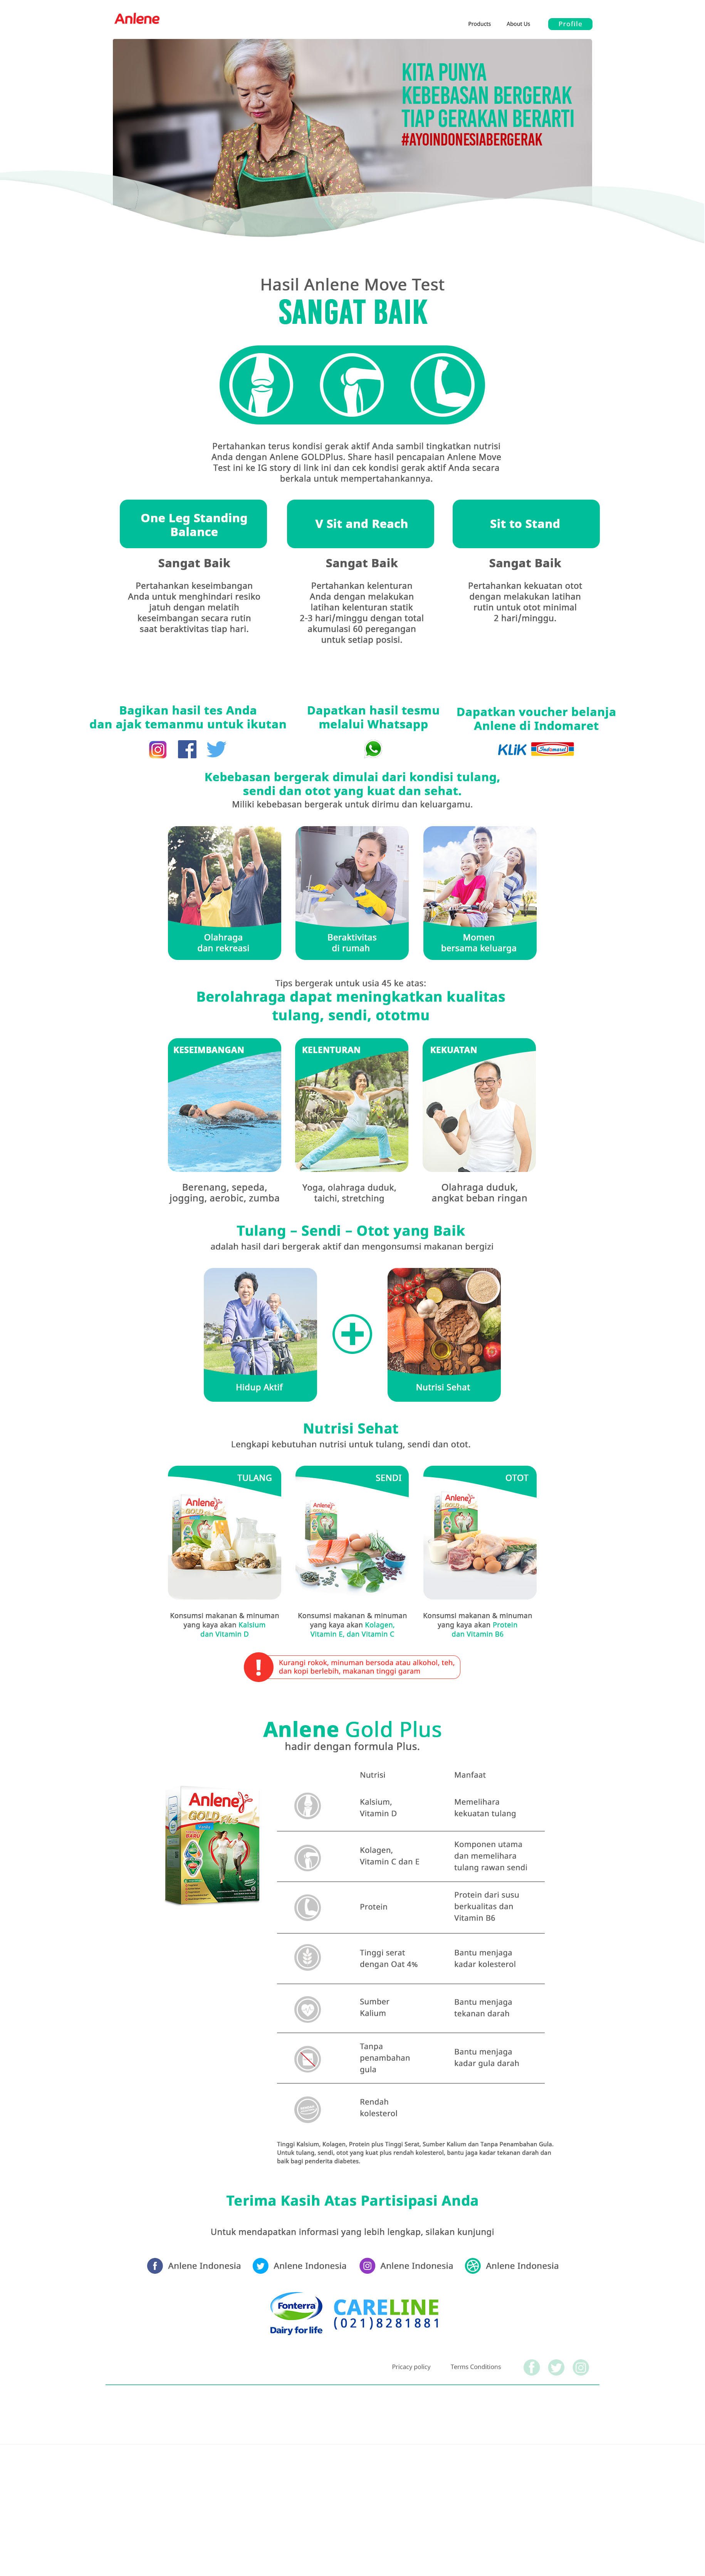 Anlene
Products
About Us
Profile
KITA PUNYA
KEBEBASAN BERGERAK
TIAP GERAKAN BERARTI
#AYOINDONESIABERGERAK
Hasil Anlene Move Test
SANGAT BAIK
Pertahankan terus kondisi gerak aktif Anda sambil tingkatkan nutrisi
Anda dengan Anlene GOLDPlus. Share hasil pencapaian Anlene Move
Test ini ke IG story di link ini dan cek kondisi gerak aktif Anda secara
berkala untuk mempertahankannya.
One Leg Standing
Balance
Sangat Baik
Pertahankan keseimbangan
Anda untuk menghindari resiko
jatuh dengan melatih
keseimbangan secara rutin
saat beraktivitas tiap hari.
V Sit and Reach
Sangat Baik
Pertahankan kelenturan
Anda dengan melakukan
latihan kelenturan statik
2-3 hari/minggu dengan total
akumulasi 60 peregangan
untuk setiap posisi.
Sit to Stand
Sangat Baik
Pertahankan kekuatan otot
dengan melakukan latihan
rutin untuk otot minimal
2 hari/minggu.
Bagikan hasil tes Anda
dan ajak temanmu untuk ikutan
Dapatkan hasil tesmu
melalui Whatsapp
Dapatkan voucher belanja
Anlene di Indomaret
KLiK Indomaret
Kebebasan bergerak dimulai dari kondisi tulang,
sendi dan otot yang kuat dan sehat.
Miliki kebebasan bergerak untuk dirimu dan keluargamu.
Olahraga
dan rekreasi
Beraktivitas
di rumah
Momen
bersama keluarga
Tips bergerak untuk usia 45 ke atas:
Berolahraga dapat meningkatkan kualitas
tulang, sendi, ototmu
KESEIMBANGAN
KELENTURAN
KEKUATAN
Berenang, sepeda,
jogging, aerobic, zumba
Yoga, olahraga duduk,
taichi, stretching
Olahraga duduk,
angkat beban ringan
Tulang – Sendi – Otot yang Baik
adalah hasil dari bergerak aktif dan mengonsumsi makanan bergizi
Hidup Aktif
Nutrisi Sehat
Nutrisi Sehat
Lengkapi kebutuhan nutrisi untuk tulang, sendi dan otot.
TULANG
SENDI
OTOT
Anlene
GOLD
Anlene
GOLD
Anlene
GOLD
Konsumsi makanan & minuman
yang kaya akan Kalsium
dan Vitamin D
Konsumsi makanan & minuman
yang kaya akan Kolagen,
Vitamin E, dan Vitamin C
Konsumsi makanan & minuman
yang kaya akan Protein
dan Vitamin B6
!
Kurangi rokok, minuman bersoda atau alkohol, teh,
dan kopi berlebih, makanan tinggi garam
Anlene Gold Plus
hadir dengan formula Plus.
Anlene
GOLD Plus
BARU
Nutrisi
Manfaat
Kalsium,
Vitamin D
Memelihara
kekuatan tulang
Kolagen,
Vitamin C dan E
Komponen utama
dan memelihara
tulang rawan sendi
Protein
Protein dari susu
berkualitas dan
Vitamin B6
Tinggi serat
dengan Oat 4%
Bantu menjaga
kadar kolesterol
Sumber
Kalium
Bantu menjaga
tekanan darah
Tanpa
penambahan
gula
Bantu menjaga
kadar gula darah
Rendah
kolesterol
Tinggi Kalsium, Kolagen, Protein plus Tinggi Serat, Sumber Kalium dan Tanpa Penambahan Gula.
Untuk tulang, sendi, otot yang kuat plus rendah kolesterol, bantu jaga kadar tekanan darah dan
baik bagi penderita diabetes.
Terima Kasih Atas Partisipasi Anda
Untuk mendapatkan informasi yang lebih lengkap, silakan kunjungi
Anlene Indonesia
Anlene Indonesia
Anlene Indonesia
Anlene Indonesia
Fonterra
Dairy for life
CARELINE
(021)8281881
Pricacy policy
Terms Conditions